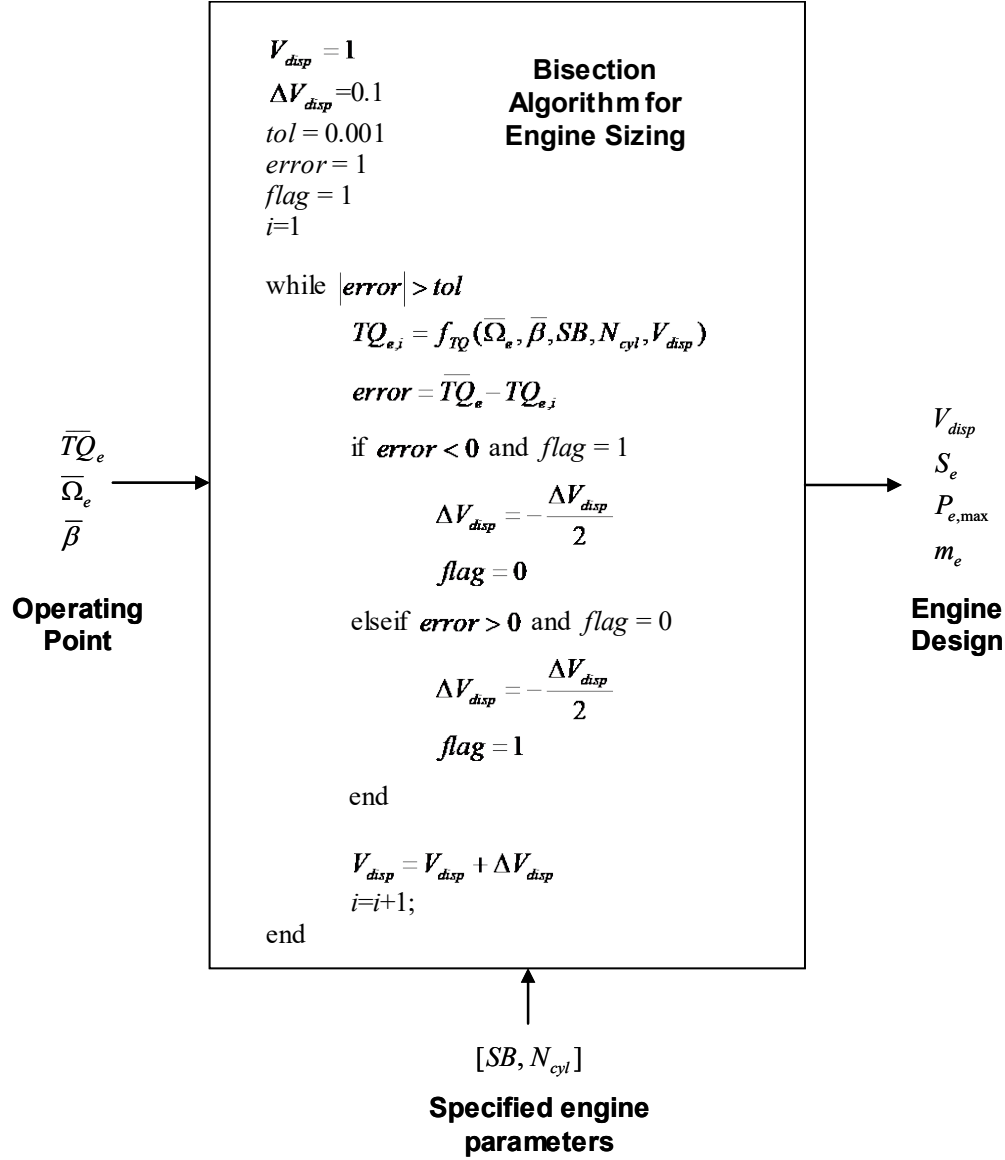 V_disp = 1
ΔV_disp=0.1
tol = 0.001
error = 1
flag = 1
i=1
Bisection
Algorithm for
Engine Sizing
while |error| > tol
TQ_e,i = f_TQ(Ω̅_e, β̅, SB, N_cyl, V_disp)
error = T̅Q̅_e − TQ_e,i
if error < 0 and flag = 1
ΔV_disp = −ΔV_disp/2
flag = 0
elseif error > 0 and flag = 0
ΔV_disp = −ΔV_disp/2
flag = 1
end
V_disp = V_disp + ΔV_disp
i=i+1;
end
T̅Q̅_e
Ω̅_e
β̅
Operating
Point
V_disp
S_e
P_e,max
m_e
Engine
Design
[SB, N_cyl]
Specified engine
parameters